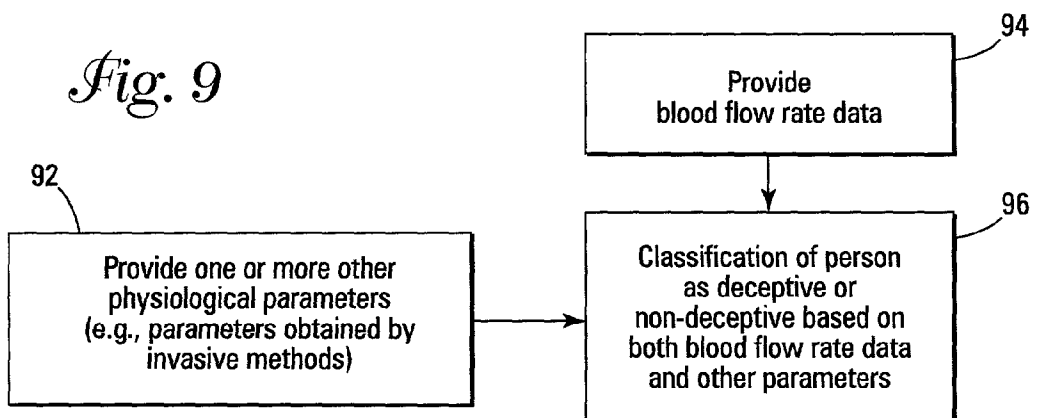 Fig. 9
94
Provide
blood flow rate data
92
Provide one or more other
physiological parameters
(e.g., parameters obtained by
invasive methods)
96
Classification of person
as deceptive or
non-deceptive based on
both blood flow rate data
and other parameters